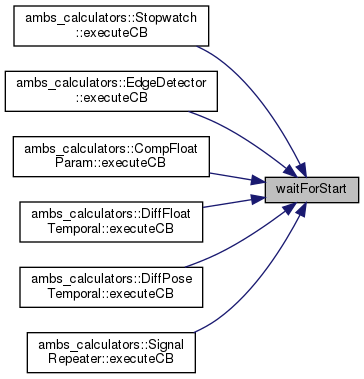 ambs_calculators::Stopwatch
::executeCB
ambs_calculators::EdgeDetector
::executeCB
ambs_calculators::CompFloat
Param::executeCB
waitForStart
ambs_calculators::DiffFloat
Temporal::executeCB
ambs_calculators::DiffPose
Temporal::executeCB
ambs_calculators::Signal
Repeater::executeCB